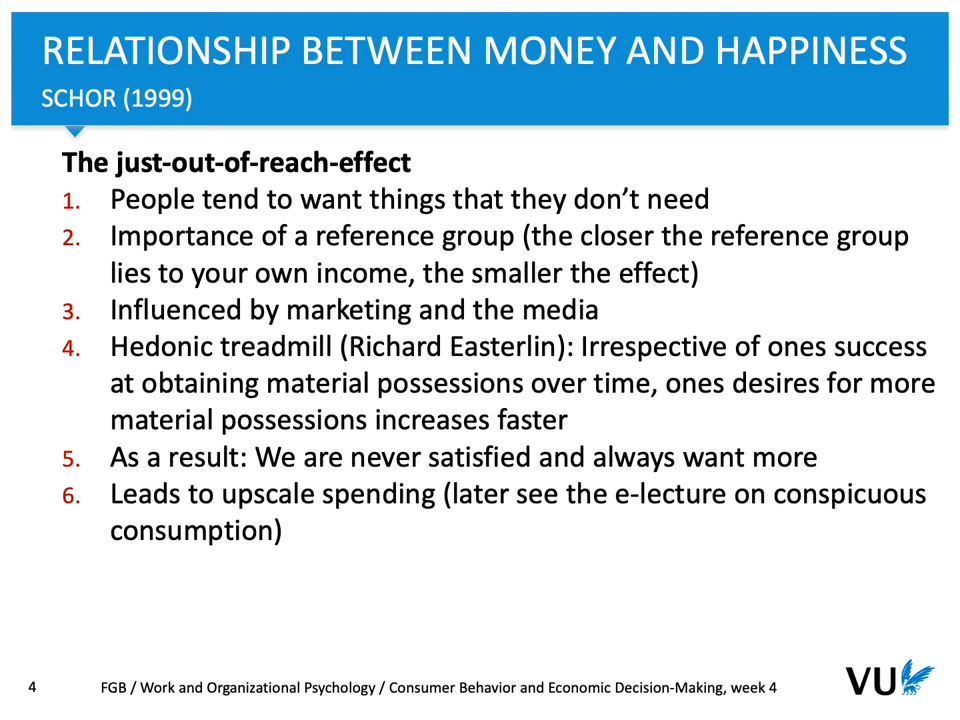 RELATIONSHIP BETWEEN MONEY AND HAPPINESS
SCHOR (1999)
The just-out-of-reach-effect
1. People tend to want things that they don’t need
2. Importance of a reference group (the closer the reference group
lies to your own income, the smaller the effect)
3. Influenced by marketing and the media
4. Hedonic treadmill (Richard Easterlin): Irrespective of ones success
at obtaining material possessions over time, ones desires for more
material possessions increases faster
5. As a result: We are never satisfied and always want more
6. Leads to upscale spending (later see the e-lecture on conspicuous
consumption)
4 FGB / Work and Organizational Psychology / Consumer Behavior and Economic Decision-Making, week 4
VU